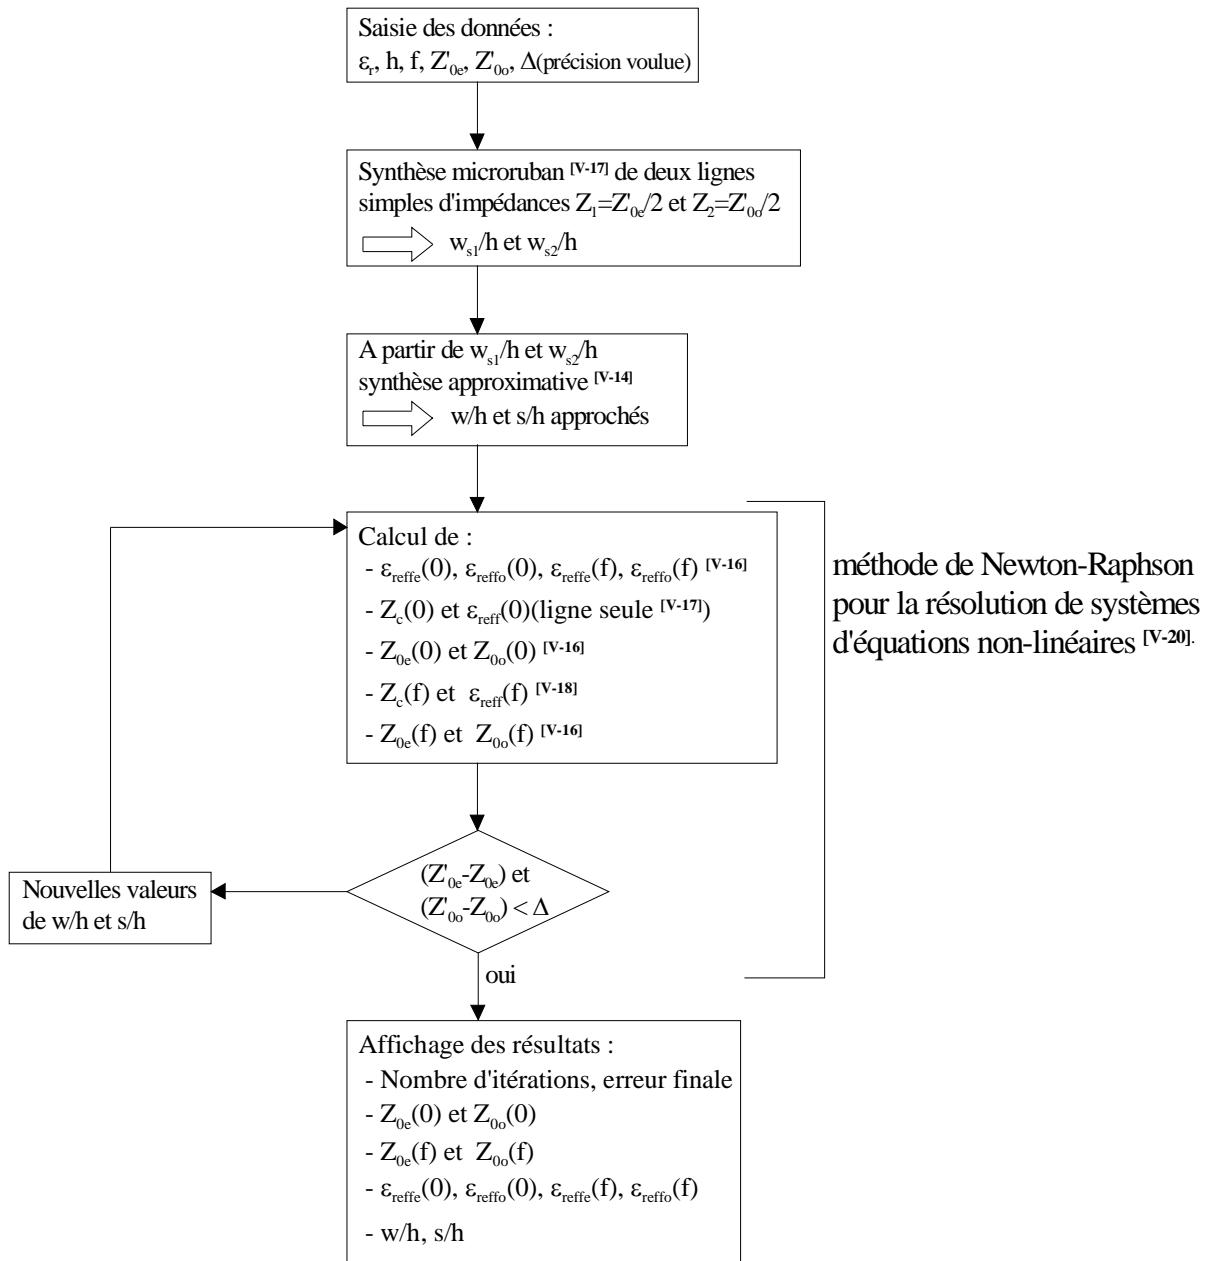 Saisie des données :
εr, h, f, Z'0e, Z'0o, Δ(précision voulue)
Synthèse microruban [V-17] de deux lignes
simples d'impédances Z1=Z'0e/2 et Z2=Z'0o/2
ws1/h et ws2/h
A partir de ws1/h et ws2/h
synthèse approximative [V-14]
w/h et s/h approchés
Calcul de :
- εreffe(0), εreffo(0), εreffe(f), εreffo(f) [V-16]
- Zc(0) et εreff(0)(ligne seule [V-17])
- Z0e(0) et Z0o(0) [V-16]
- Zc(f) et εreff(f) [V-18]
- Z0e(f) et Z0o(f) [V-16]
méthode de Newton-Raphson
pour la résolution de systèmes
d'équations non-linéaires [V-20].
(Z'0e-Z0e) et
(Z'0o-Z0o) < Δ
Nouvelles valeurs
de w/h et s/h
oui
Affichage des résultats :
- Nombre d'itérations, erreur finale
- Z0e(0) et Z0o(0)
- Z0e(f) et Z0o(f)
- εreffe(0), εreffo(0), εreffe(f), εreffo(f)
- w/h, s/h